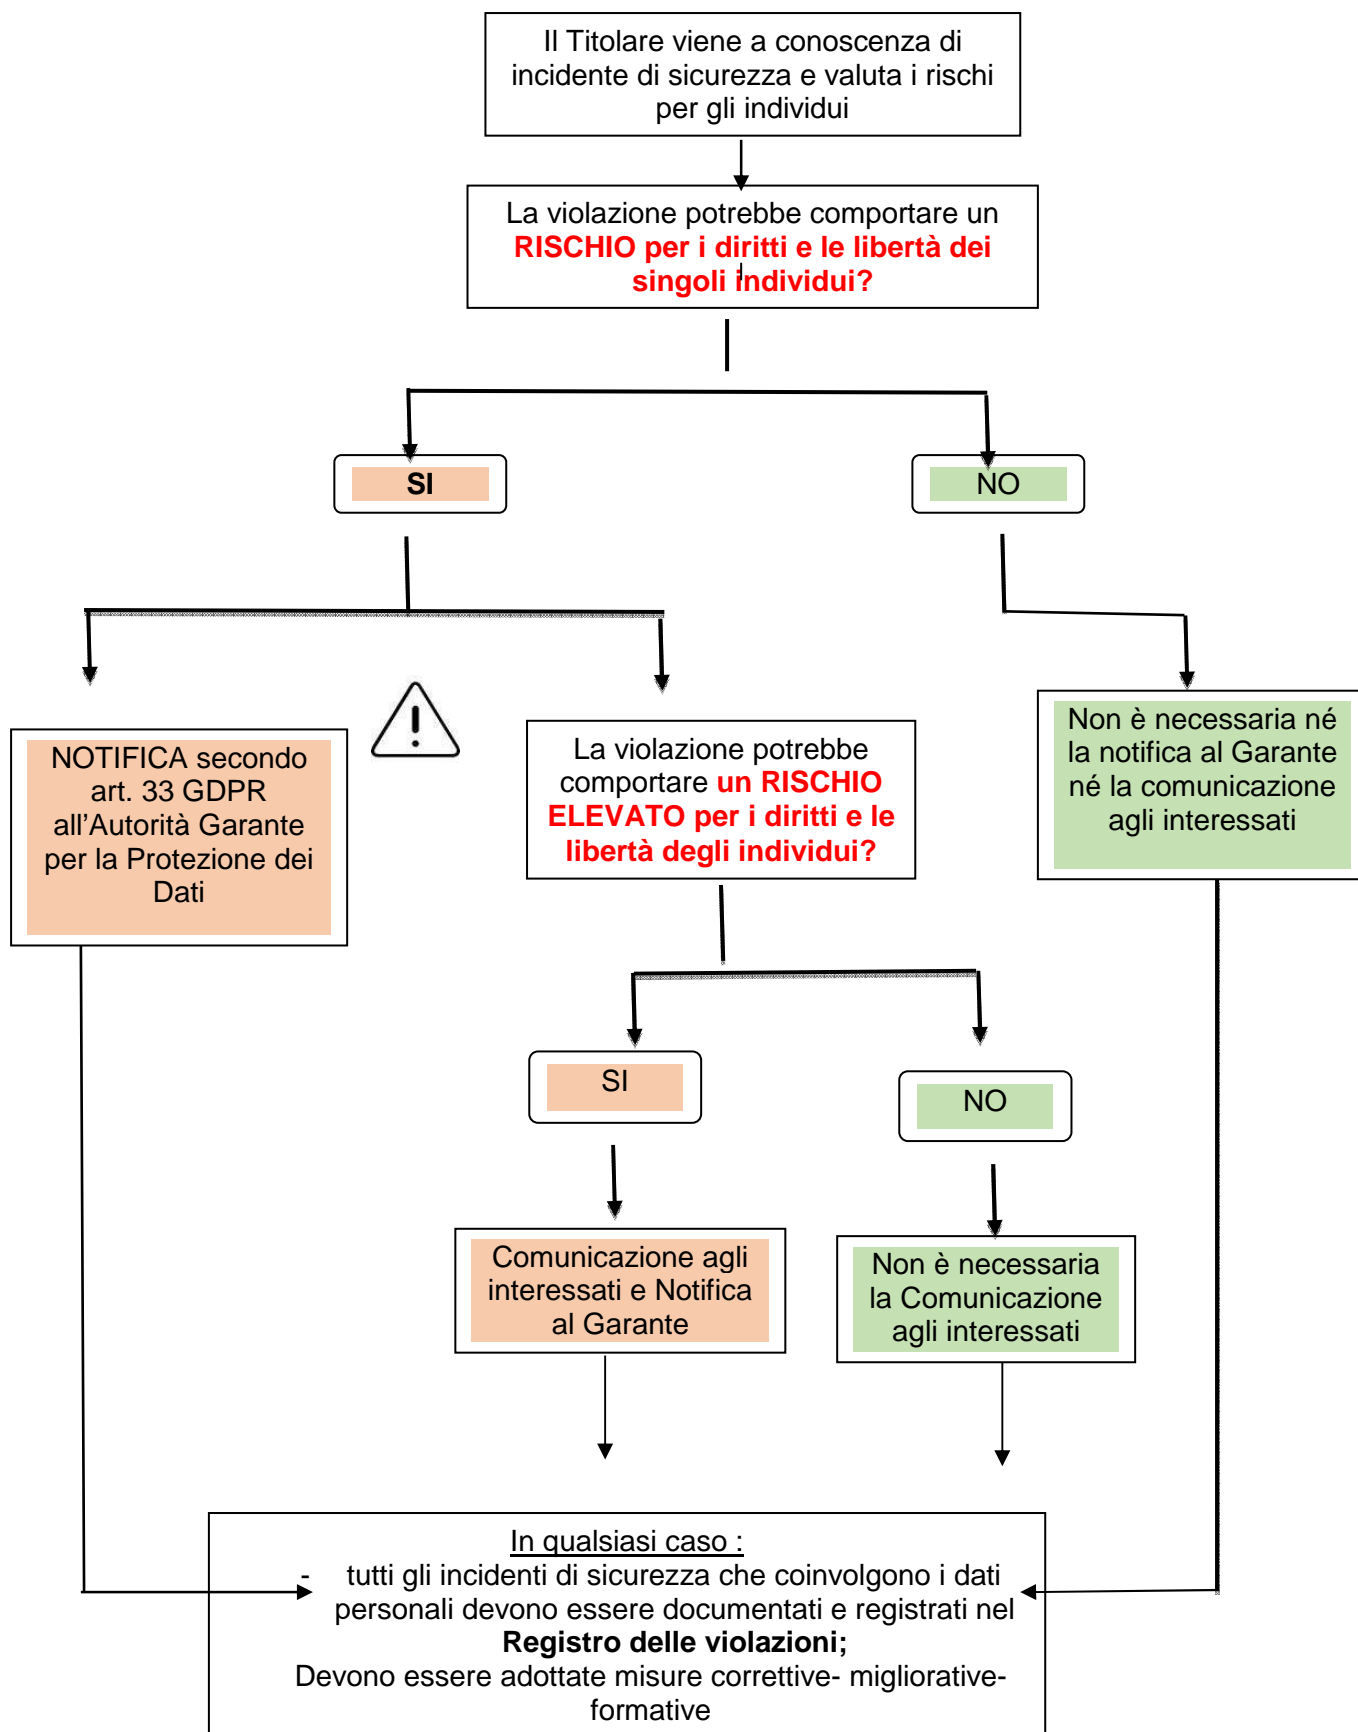 Il Titolare viene a conoscenza di
incidente di sicurezza e valuta i rischi
per gli individui
La violazione potrebbe comportare un
RISCHIO per i diritti e le libertà dei
singoli individui?
SI
NO
NOTIFICA secondo
art. 33 GDPR
all'Autorità Garante
per la Protezione dei
Dati
La violazione potrebbe
comportare un RISCHIO
ELEVATO per i diritti e le
libertà degli individui?
Non è necessaria né
la notifica al Garante
né la comunicazione
agli interessati
SI
NO
Comunicazione agli
interessati e Notifica
al Garante
Non è necessaria
la Comunicazione
agli interessati
In qualsiasi caso :
- tutti gli incidenti di sicurezza che coinvolgono i dati
personali devono essere documentati e registrati nel
Registro delle violazioni;
Devono essere adottate misure correttive- migliorative-
formative